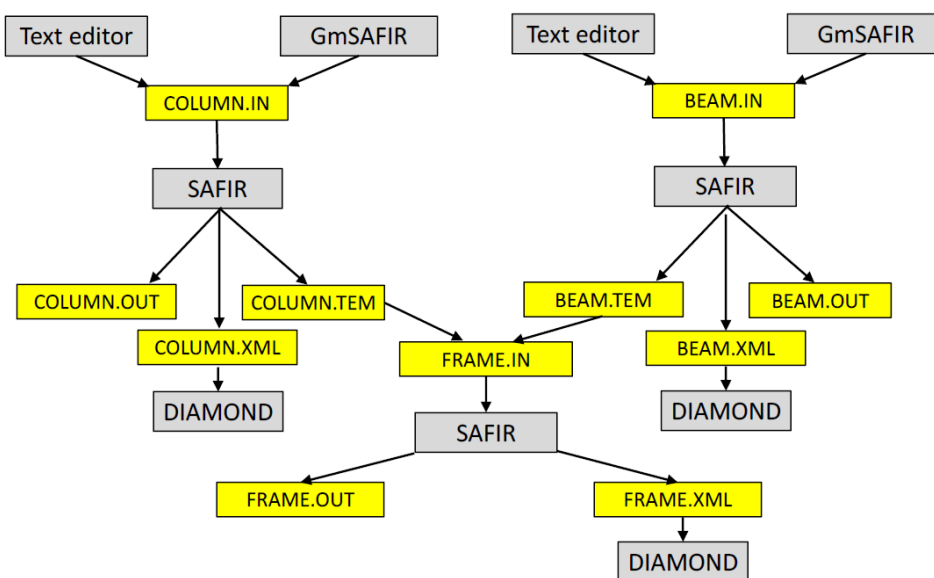 Text editor
GmSAFIR
Text editor
GmSAFIR
COLUMN.IN
BEAM.IN
SAFIR
SAFIR
COLUMN.OUT
COLUMN.TEM
BEAM.TEM
BEAM.OUT
COLUMN.XML
FRAME.IN
BEAM.XML
DIAMOND
SAFIR
DIAMOND
FRAME.OUT
FRAME.XML
DIAMOND